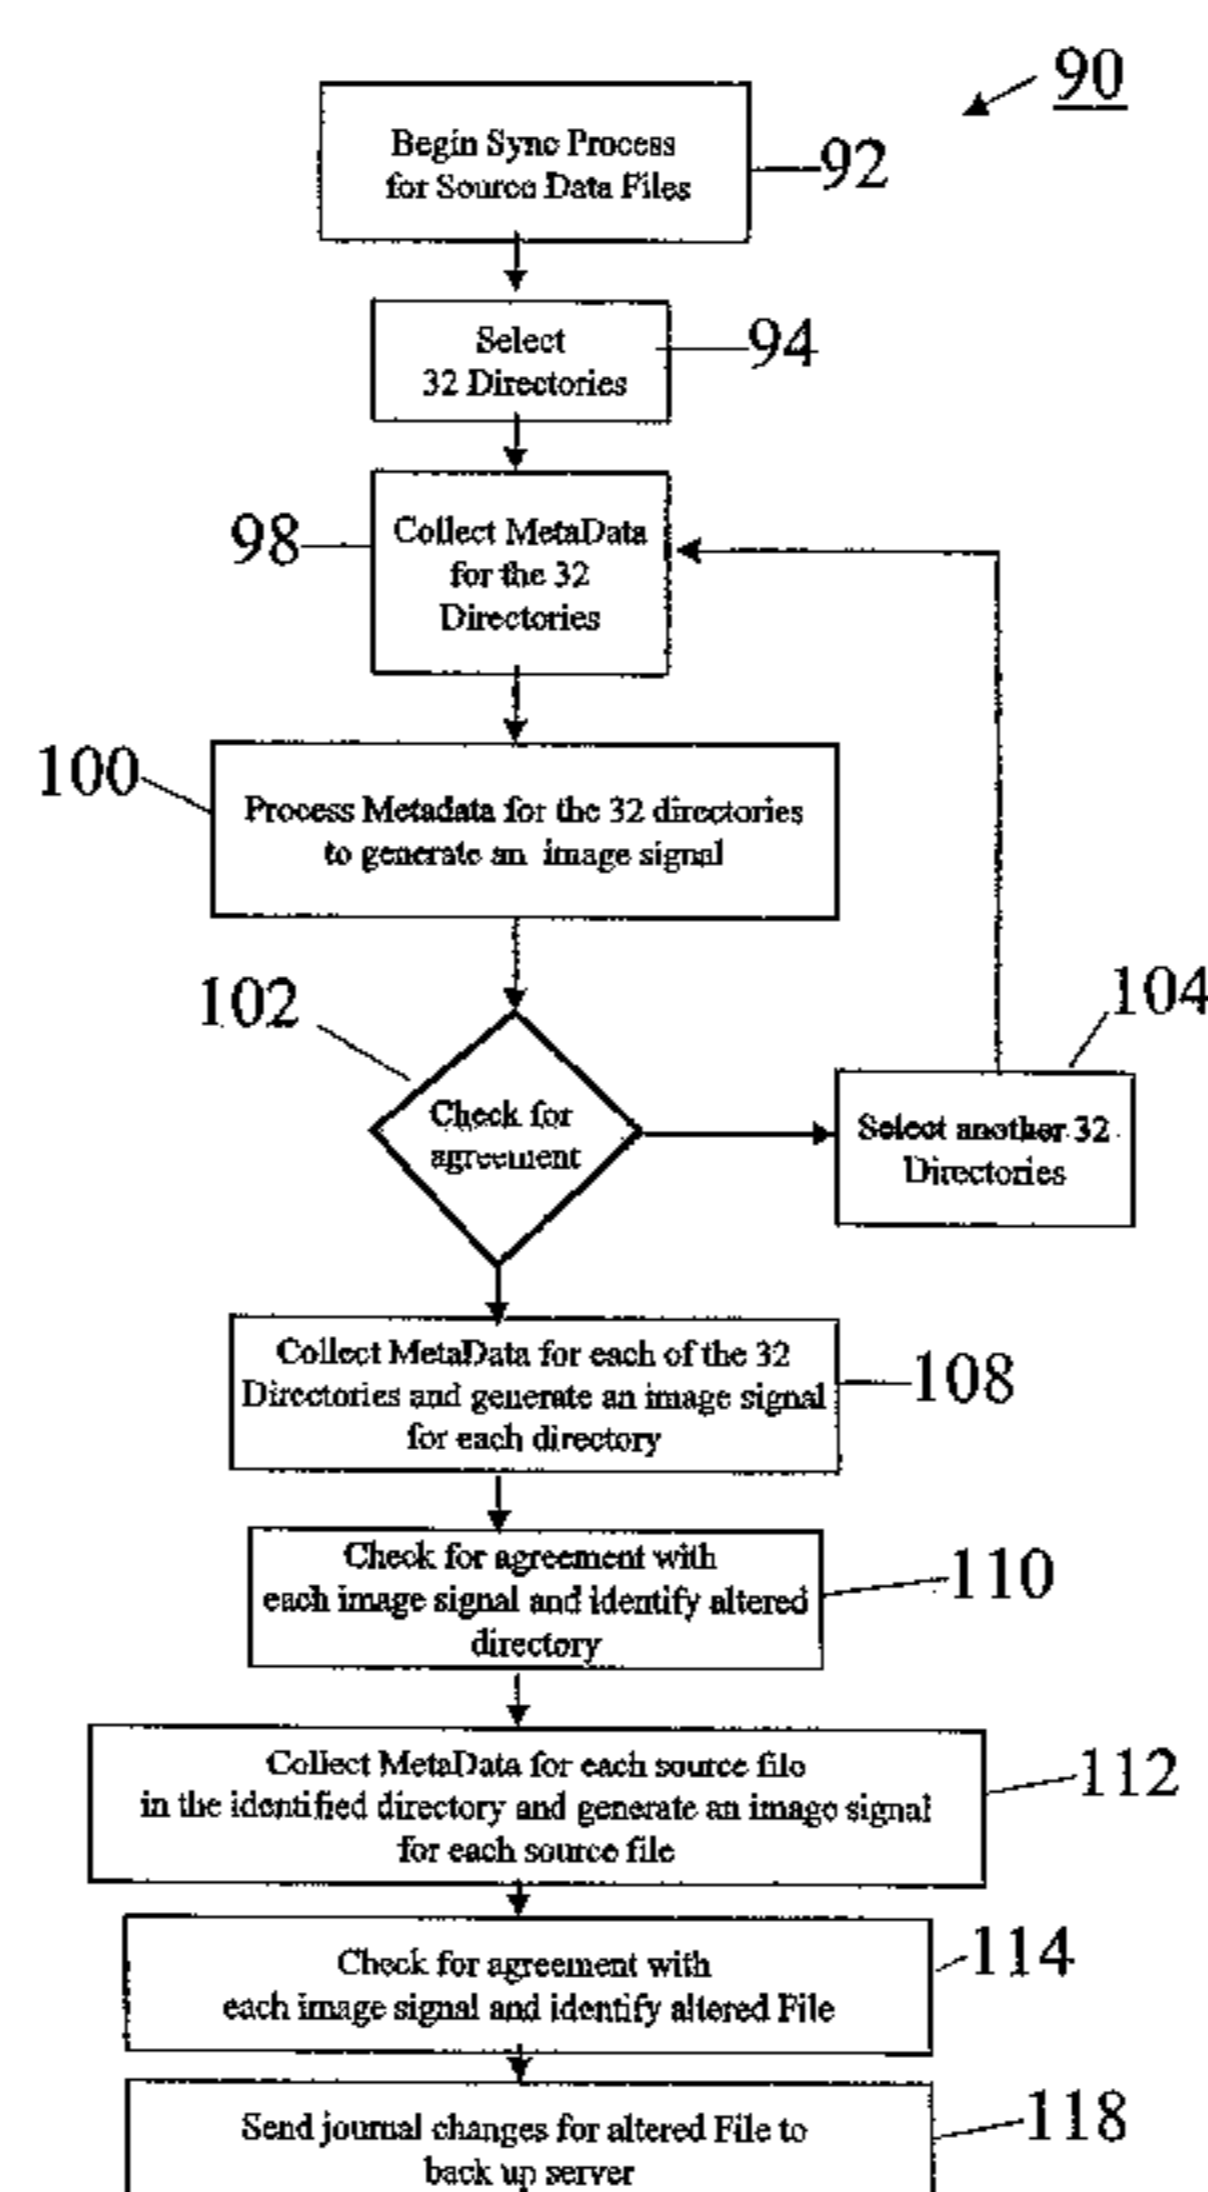 90
Begin Sync Process
for Source Data Files
92
Select
32 Directories
94
98
Collect MetaData
for the 32
Directories
100
Process Metadata for the 32 directories
to generate an image signal
102
Check for
agreement
104
Select another 32
Directories
Collect MetaData for each of the 32
Directories and generate an image signal
for each directory
108
Check for agreement with
each image signal and identify altered
directory
110
Collect MetaData for each source file
in the identified directory and generate an image signal
for each source file
112
Check for agreement with
each image signal and identify altered File
114
Send journal changes for altered File to
back up server
118